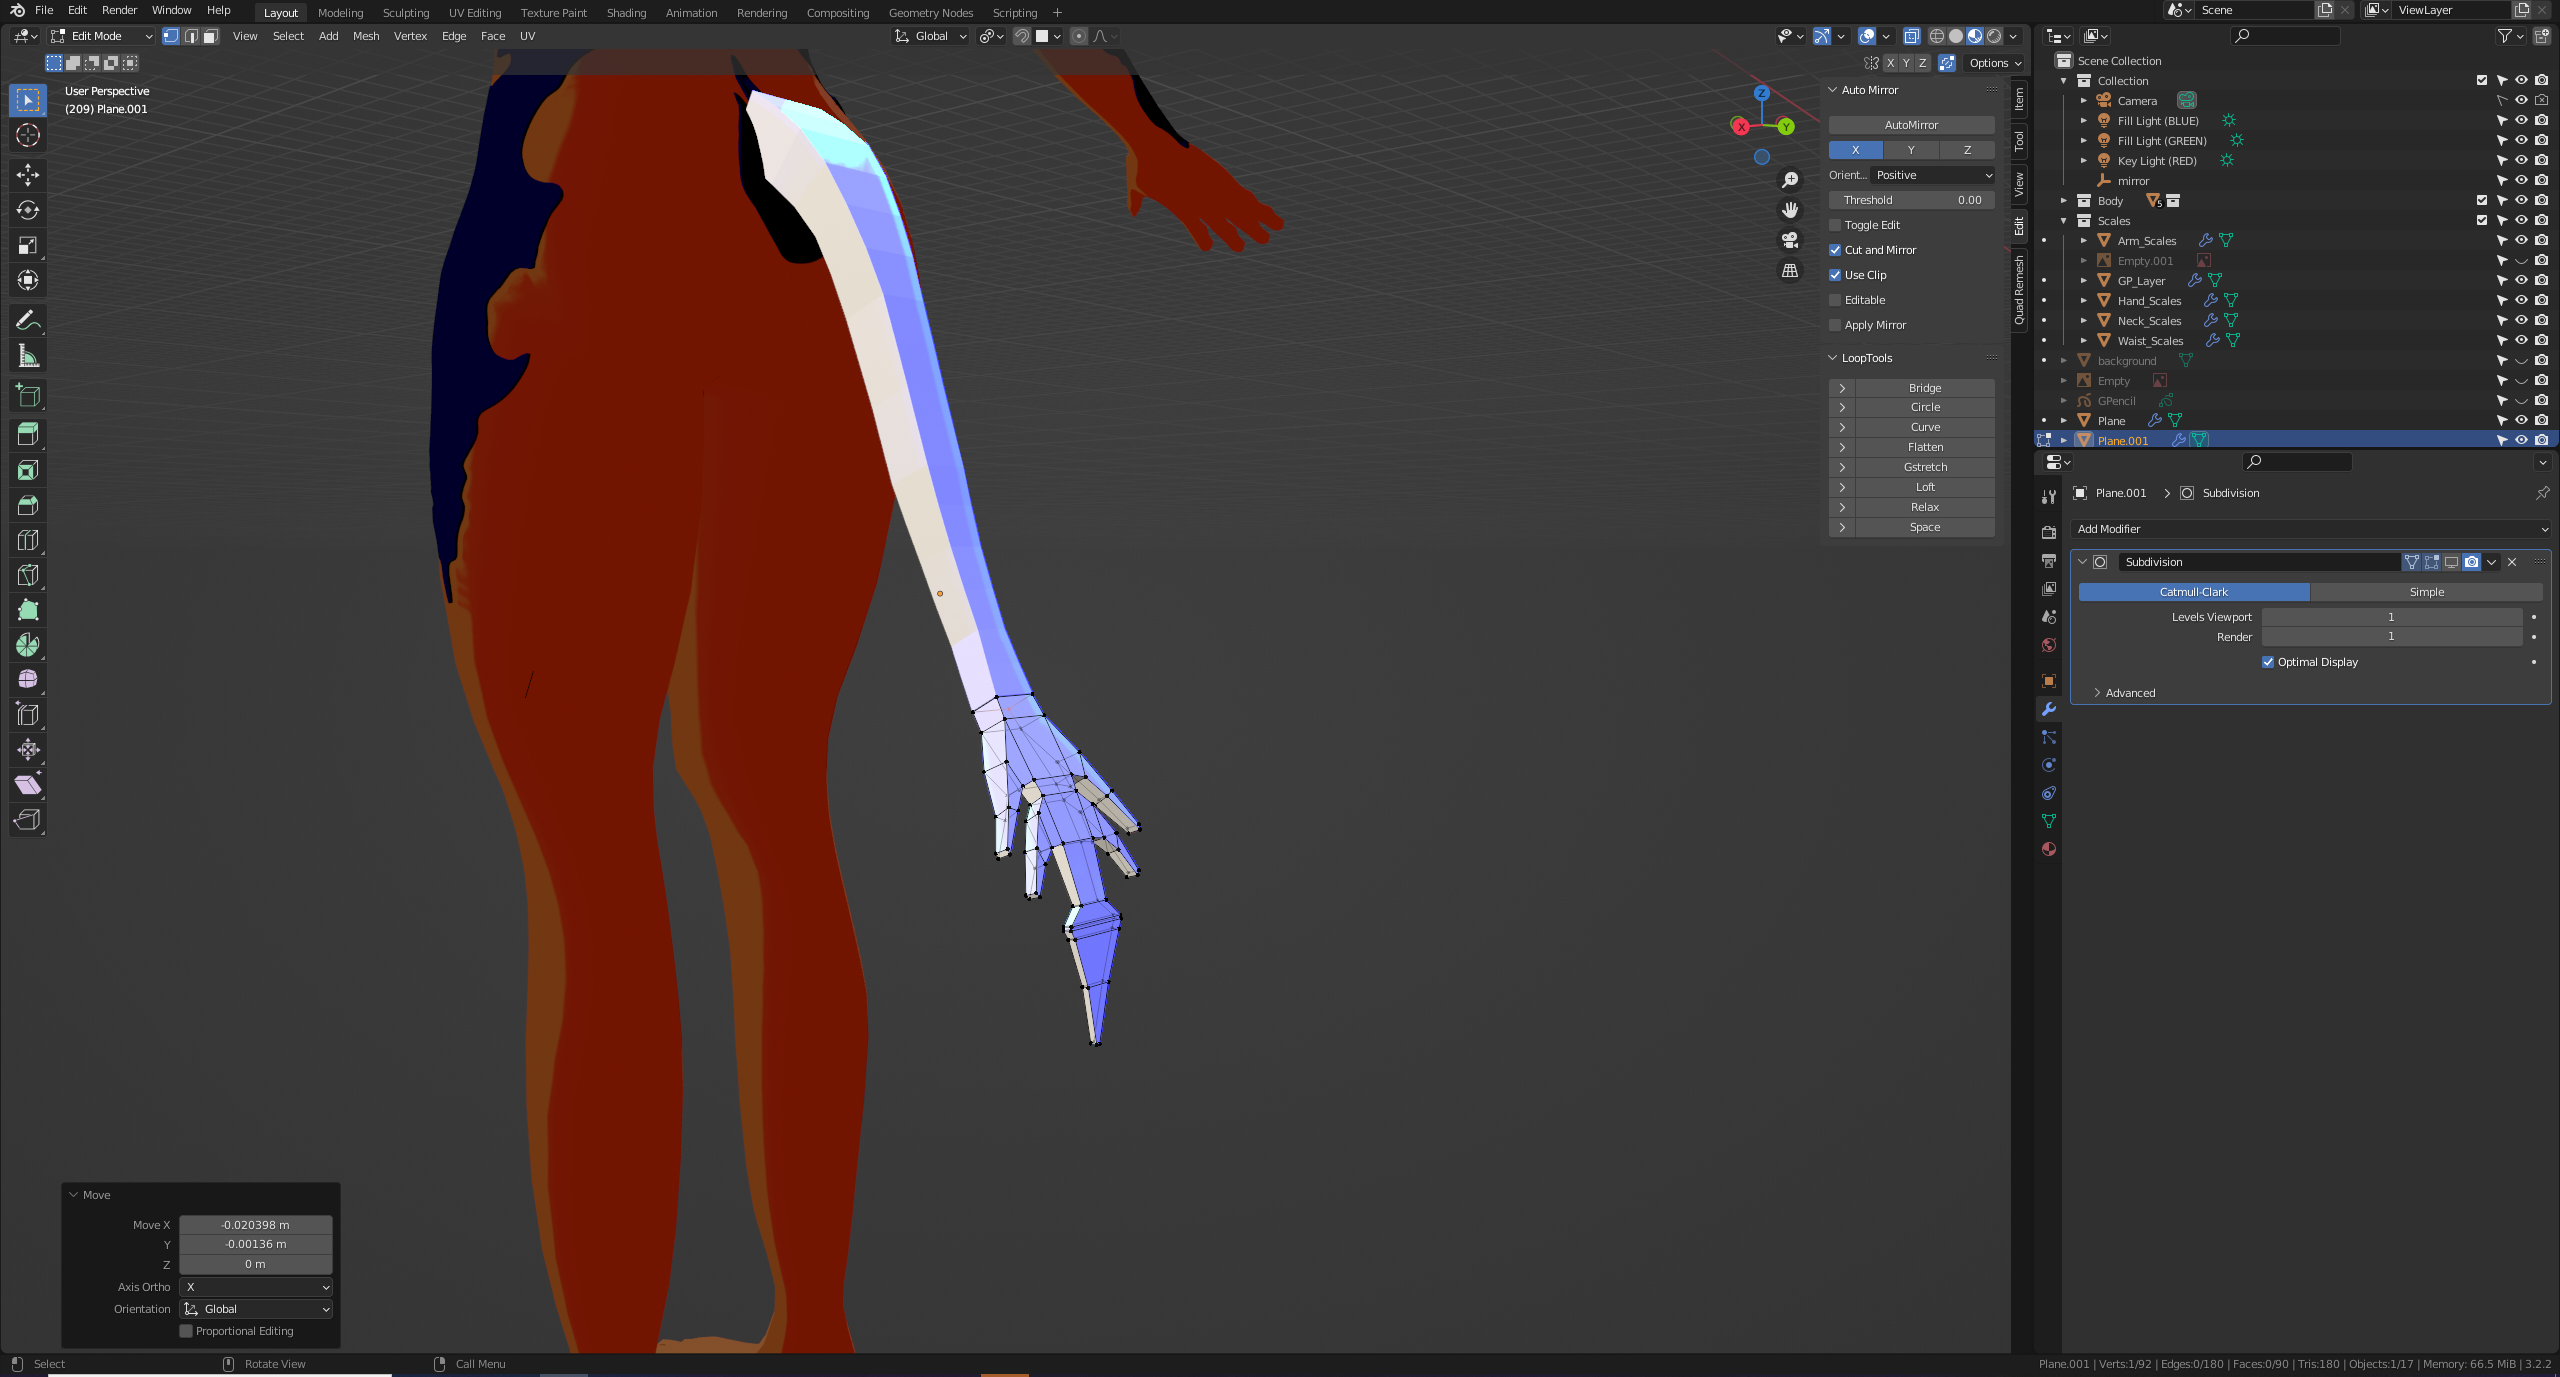 File Edit Render Window Help Layout Modeling Sculpting UV Editing Texture Paint Shading Animation Rendering Compositing Geometry Nodes Scripting + Scene ViewLayer
Edit Mode View Select Add Mesh Vertex Edge Face UV Global
X Y Z Options
User Perspective
(209) Plane.001
Z
X Y
Auto Mirror
AutoMirror
X Y Z
Orient... Positive
Threshold 0.00
Toggle Edit
Cut and Mirror
Use Clip
Editable
Apply Mirror
LoopTools
Bridge
Circle
Curve
Flatten
Gstretch
Loft
Relax
Space
Item
Tool
View
Edit
Quad Remesh
Scene Collection
Collection
Camera
Fill Light (BLUE)
Fill Light (GREEN)
Key Light (RED)
mirror
Body 5
Scales
Arm_Scales
Empty.001
GP_Layer
Hand_Scales
Neck_Scales
Waist_Scales
background
Empty
GPencil
Plane
Plane.001
Plane.001 > Subdivision
Add Modifier
Subdivision
Catmull-Clark Simple
Levels Viewport 1
Render 1
Optimal Display
Advanced
Move
Move X -0.020398 m
Y -0.00136 m
Z 0 m
Axis Ortho X
Orientation Global
Proportional Editing
Select Rotate View Call Menu
Plane.001 | Verts:1/92 | Edges:0/180 | Faces:0/90 | Tris:180 | Objects:1/17 | Memory: 66.5 MiB | 3.2.2